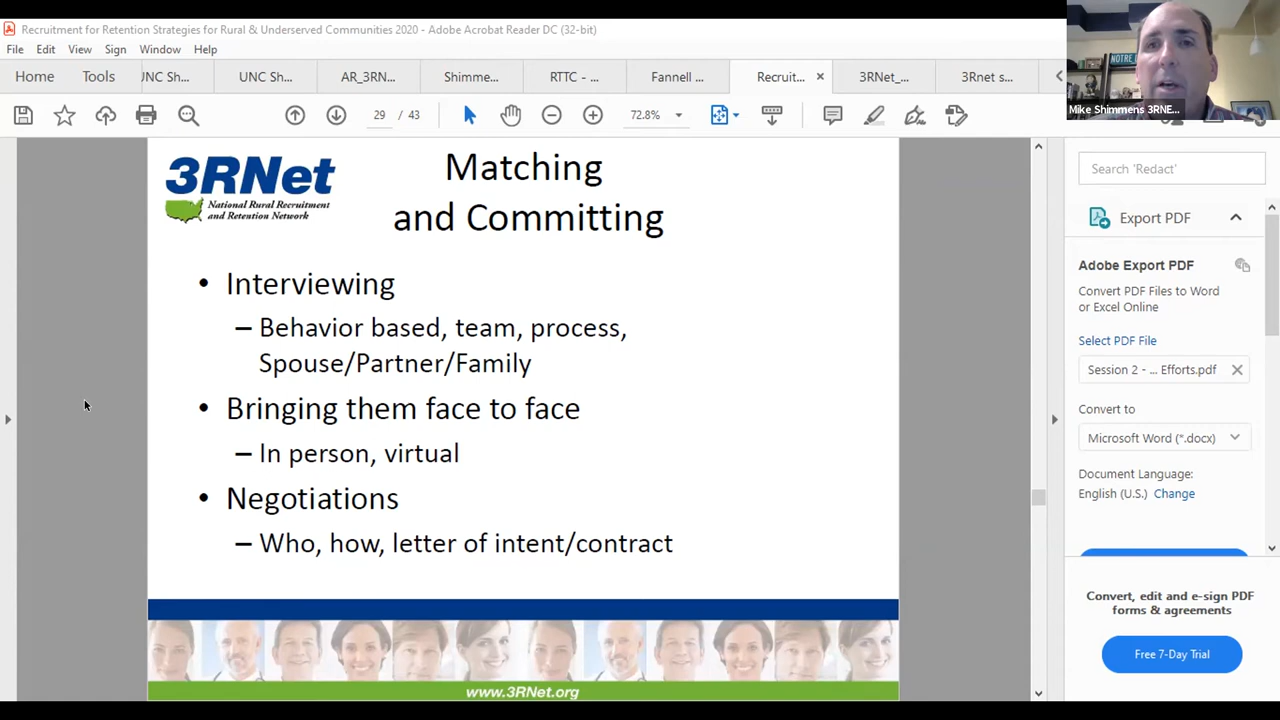 Recruitment for Retention Strategies for Rural & Underserved Communities 2020 - Adobe Acrobat Reader DC (32-bit)
File Edit View Sign Window Help
Home Tools UNC Sh... UNC Sh... AR_3RN... Shimme... RTTC - ... Fannell ... Recruit... × 3RNet_... 3Rnet s...
/ 43 72.8%
Mike Shimmens 3RNE...
3RNet
National Rural Recruitment
and Retention Network
Matching
and Committing
• Interviewing
– Behavior based, team, process,
Spouse/Partner/Family
• Bringing them face to face
– In person, virtual
• Negotiations
– Who, how, letter of intent/contract
www.3RNet.org
Search 'Redact'
Export PDF
Adobe Export PDF
Convert PDF Files to Word
or Excel Online
Select PDF File
Session 2 - ... Efforts.pdf
Convert to
Microsoft Word (*.docx)
Document Language:
English (U.S.) Change
Convert, edit and e-sign PDF
forms & agreements
Free 7-Day Trial